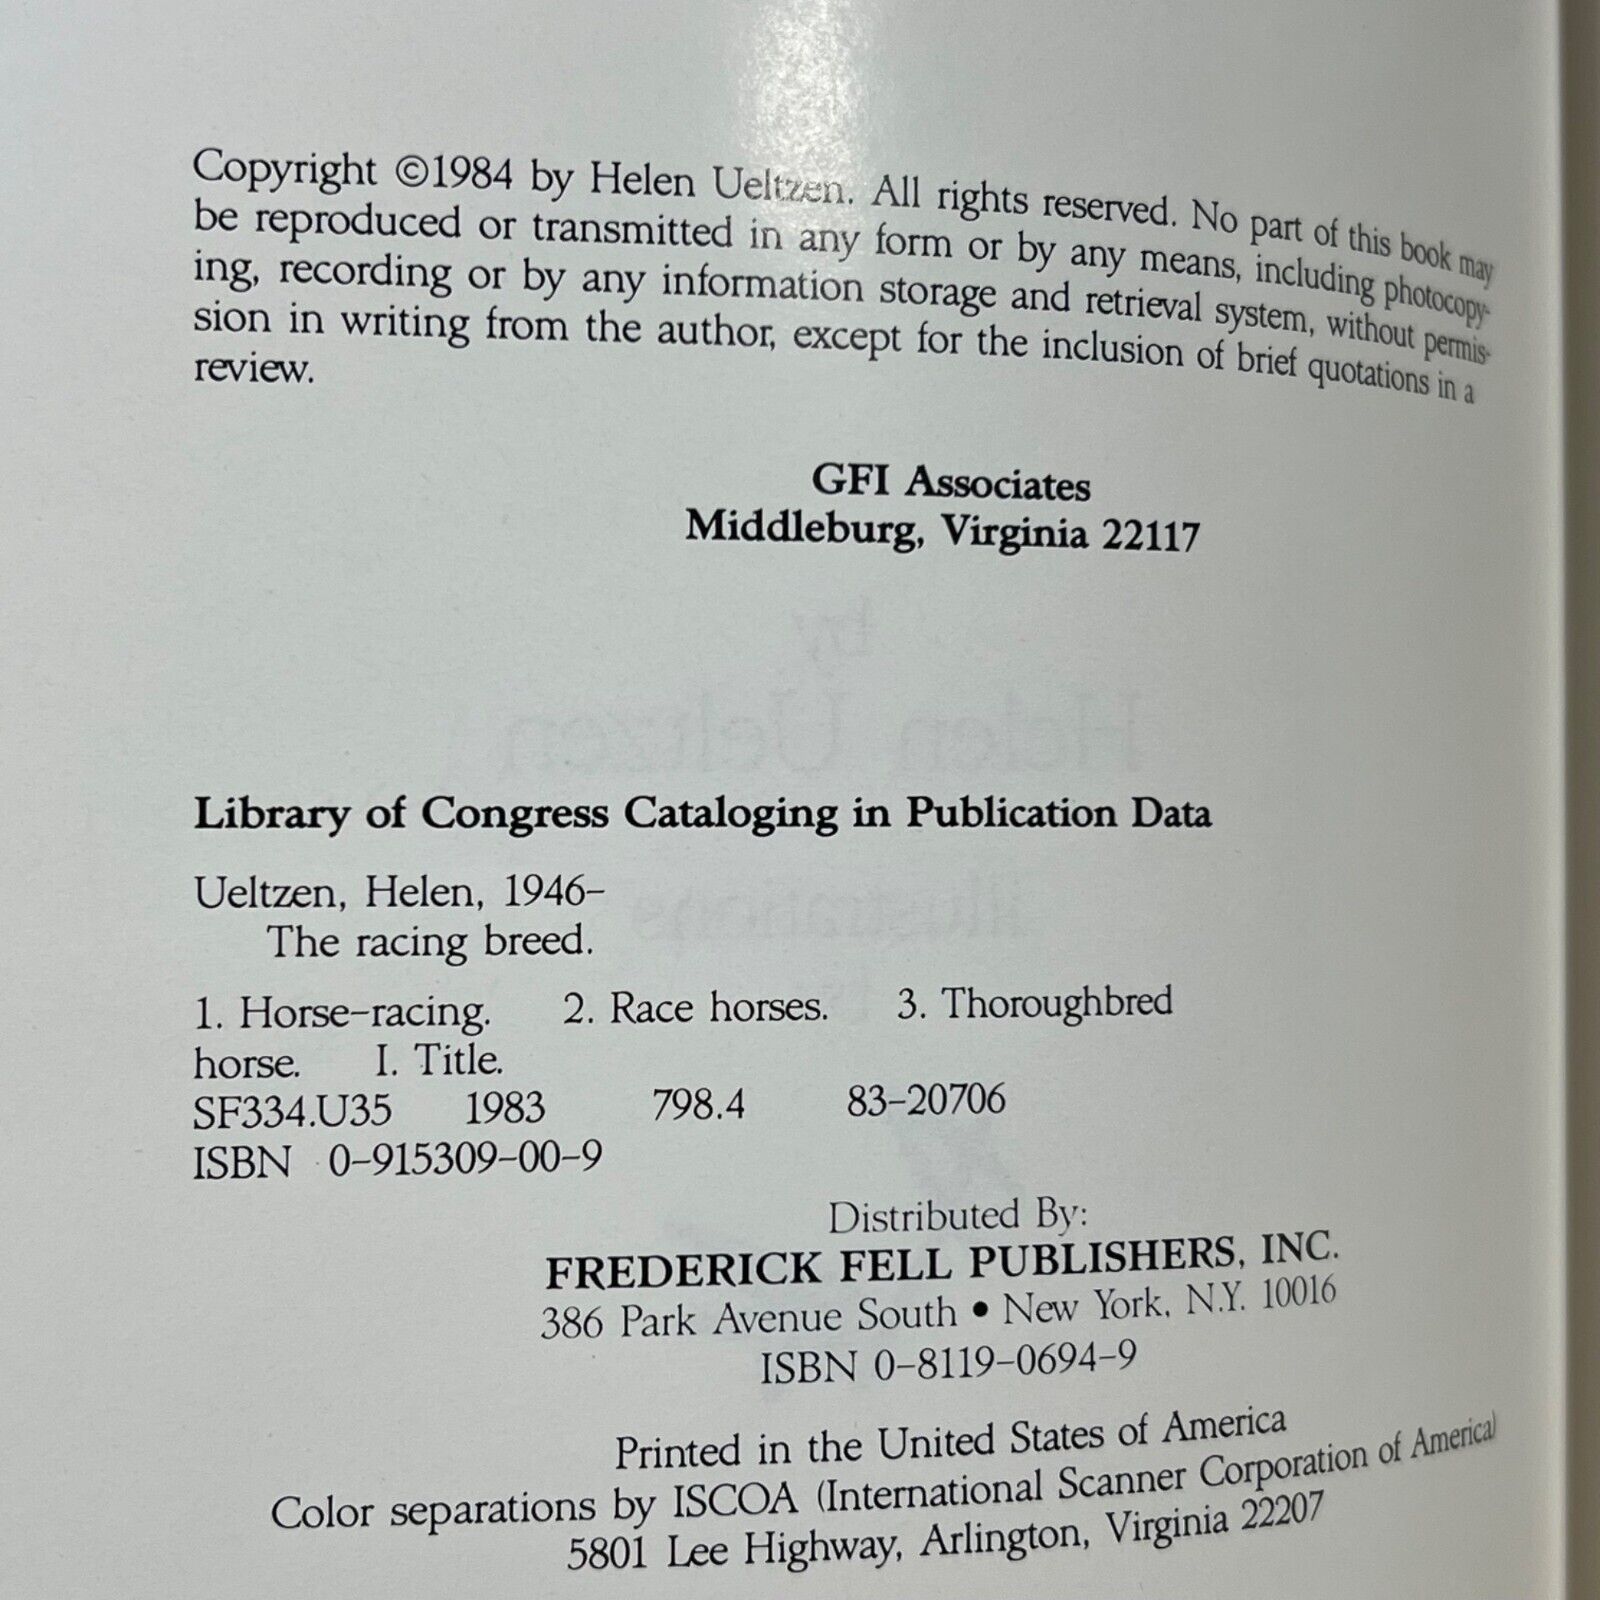 Copyright ©1984 by Helen Ueltzen. All rights reserved. No part of this book may
be reproduced or transmitted in any form or by any means, including photocopy-
ing, recording or by any information storage and retrieval system, without permis-
sion in writing from the author, except for the inclusion of brief quotations in a
review.
GFI Associates
Middleburg, Virginia 22117
by
Helen Ueltzen
Library of Congress Cataloging in Publication Data
Ueltzen, Helen, 1946–
illustrations
The racing breed.
1. Horse-racing. 2. Race horses. 3. Thoroughbred
horse. I. Title.
SF334.U35 1983 798.4 83-20706
ISBN 0-915309-00-9
Distributed By:
FREDERICK FELL PUBLISHERS, INC.
386 Park Avenue South • New York, N.Y. 10016
ISBN 0-8119-0694-9
Printed in the United States of America
Color separations by ISCOA (International Scanner Corporation of America)
5801 Lee Highway, Arlington, Virginia 22207